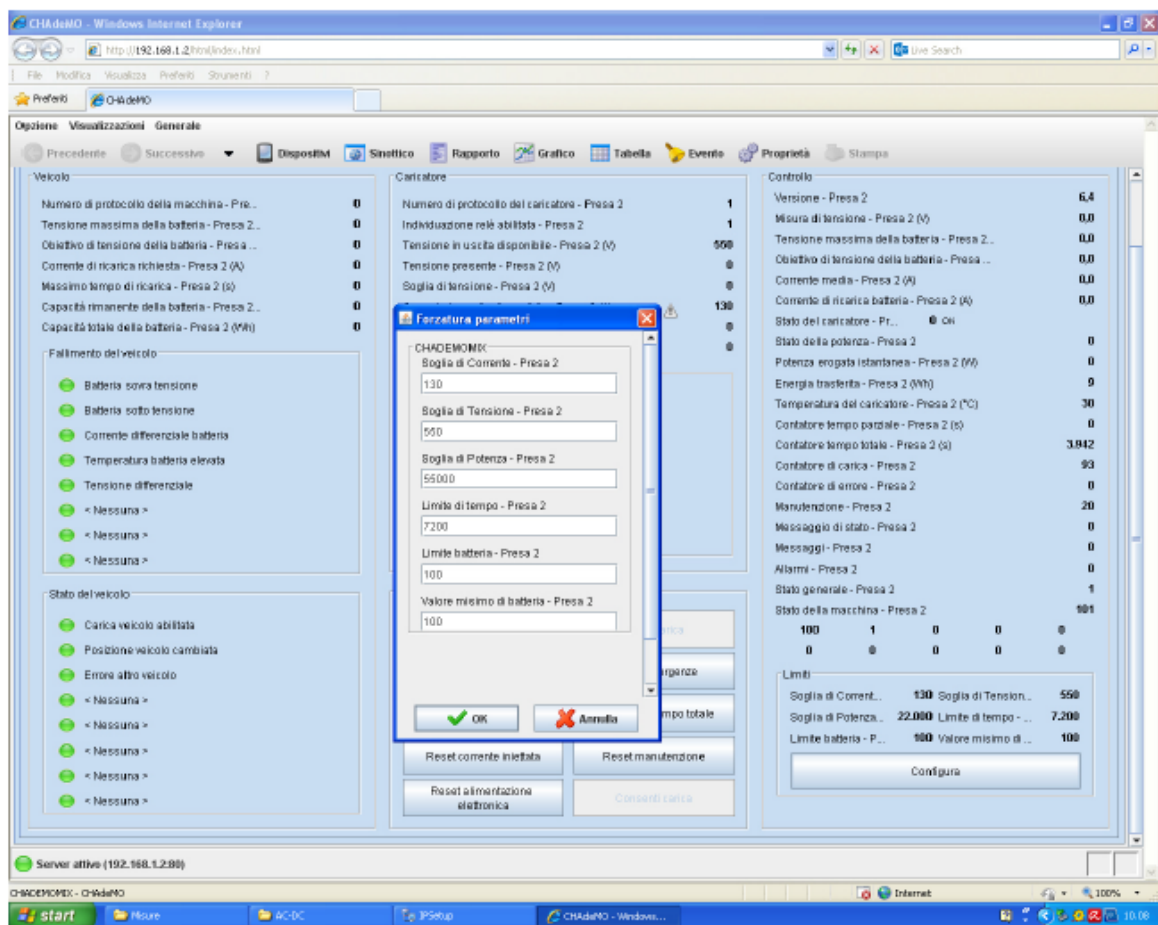 CHAdeMO - Windows Internet Explorer
http://192.168.1.2/html/index.html
Live Search
File Modifica Visualizza Preferiti Strumenti ?
Preferiti CHAdeMO
Opzione Visualizzazioni Generale
Precedente Successivo Dispositivi Sinottico Rapporto Grafico Tabella Evento Proprietà Stampa
Veicolo
Numero di protocollo della macchina - Pre... 0
Tensione massima della batteria - Presa 2... 0
Obiettivo di tensione della batteria - Presa ... 0
Corrente di ricarica richiesta - Presa 2 (A) 0
Massimo tempo di ricarica - Presa 2 (s) 0
Capacità rimanente della batteria - Presa 2... 0
Capacità totale della batteria - Presa 2 (Wh) 0
Fallimento del veicolo
Batteria sovra tensione
Batteria sotto tensione
Corrente differenziale batteria
Temperatura batteria elevata
Tensione differenziale
< Nessuna >
< Nessuna >
< Nessuna >
Stato del veicolo
Carica veicolo abilitata
Posizione veicolo cambiata
Errore altro veicolo
< Nessuna >
< Nessuna >
< Nessuna >
< Nessuna >
< Nessuna >
Caricatore
Numero di protocollo del caricatore - Presa 2 1
Individuazione relè abilitata - Presa 2 1
Tensione in uscita disponibile - Presa 2 (V) 550
Tensione presente - Presa 2 (V) 0
Soglia di tensione - Presa 2 (V) 0
130
0
0
Forzatura parametri
CHADEMOMIX
Soglia di Corrente - Presa 2
130
Soglia di Tensione - Presa 2
550
Soglia di Potenza - Presa 2
55000
Limite di tempo - Presa 2
7200
Limite batteria - Presa 2
100
Valore misimo di batteria - Presa 2
100
OK Annulla
arica
ergenze
mpo totale
Reset corrente iniettata Reset manutenzione
Reset alimentazione elettronica
Consenti carica
Controllo
Versione - Presa 2 6,4
Misura di tensione - Presa 2 (V) 0,0
Tensione massima della batteria - Presa 2... 0,0
Obiettivo di tensione della batteria - Presa ... 0,0
Corrente media - Presa 2 (A) 0,0
Corrente di ricarica batteria - Presa 2 (A) 0,0
Stato del caricatore - Pr... 0 OK
Stato della potenza - Presa 2 0
Potenza erogata istantanea - Presa 2 (W) 0
Energia trasferita - Presa 2 (Wh) 9
Temperatura del caricatore - Presa 2 (°C) 30
Contatore tempo parziale - Presa 2 (s) 0
Contatore tempo totale - Presa 2 (s) 3.942
Contatore di carica - Presa 2 93
Contatore di errore - Presa 2 0
Manutenzione - Presa 2 20
Messaggio di stato - Presa 2 0
Messaggi - Presa 2 0
Allarmi - Presa 2 0
Stato generale - Presa 2 1
Stato della macchina - Presa 2 101
100 1 0 0 0
0 0 0 0 0
Limiti
Soglia di Corrent... 130 Soglia di Tension... 550
Soglia di Potenza... 22.000 Limite di tempo - ... 7.200
Limite batteria - P... 100 Valore misimo di ... 100
Configura
Server attivo (192.168.1.2:80)
CHADEMOMIX - CHAdeMO Internet 100%
start Misure AC-DC IPSetup CHAdeMO - Windows... 10.08